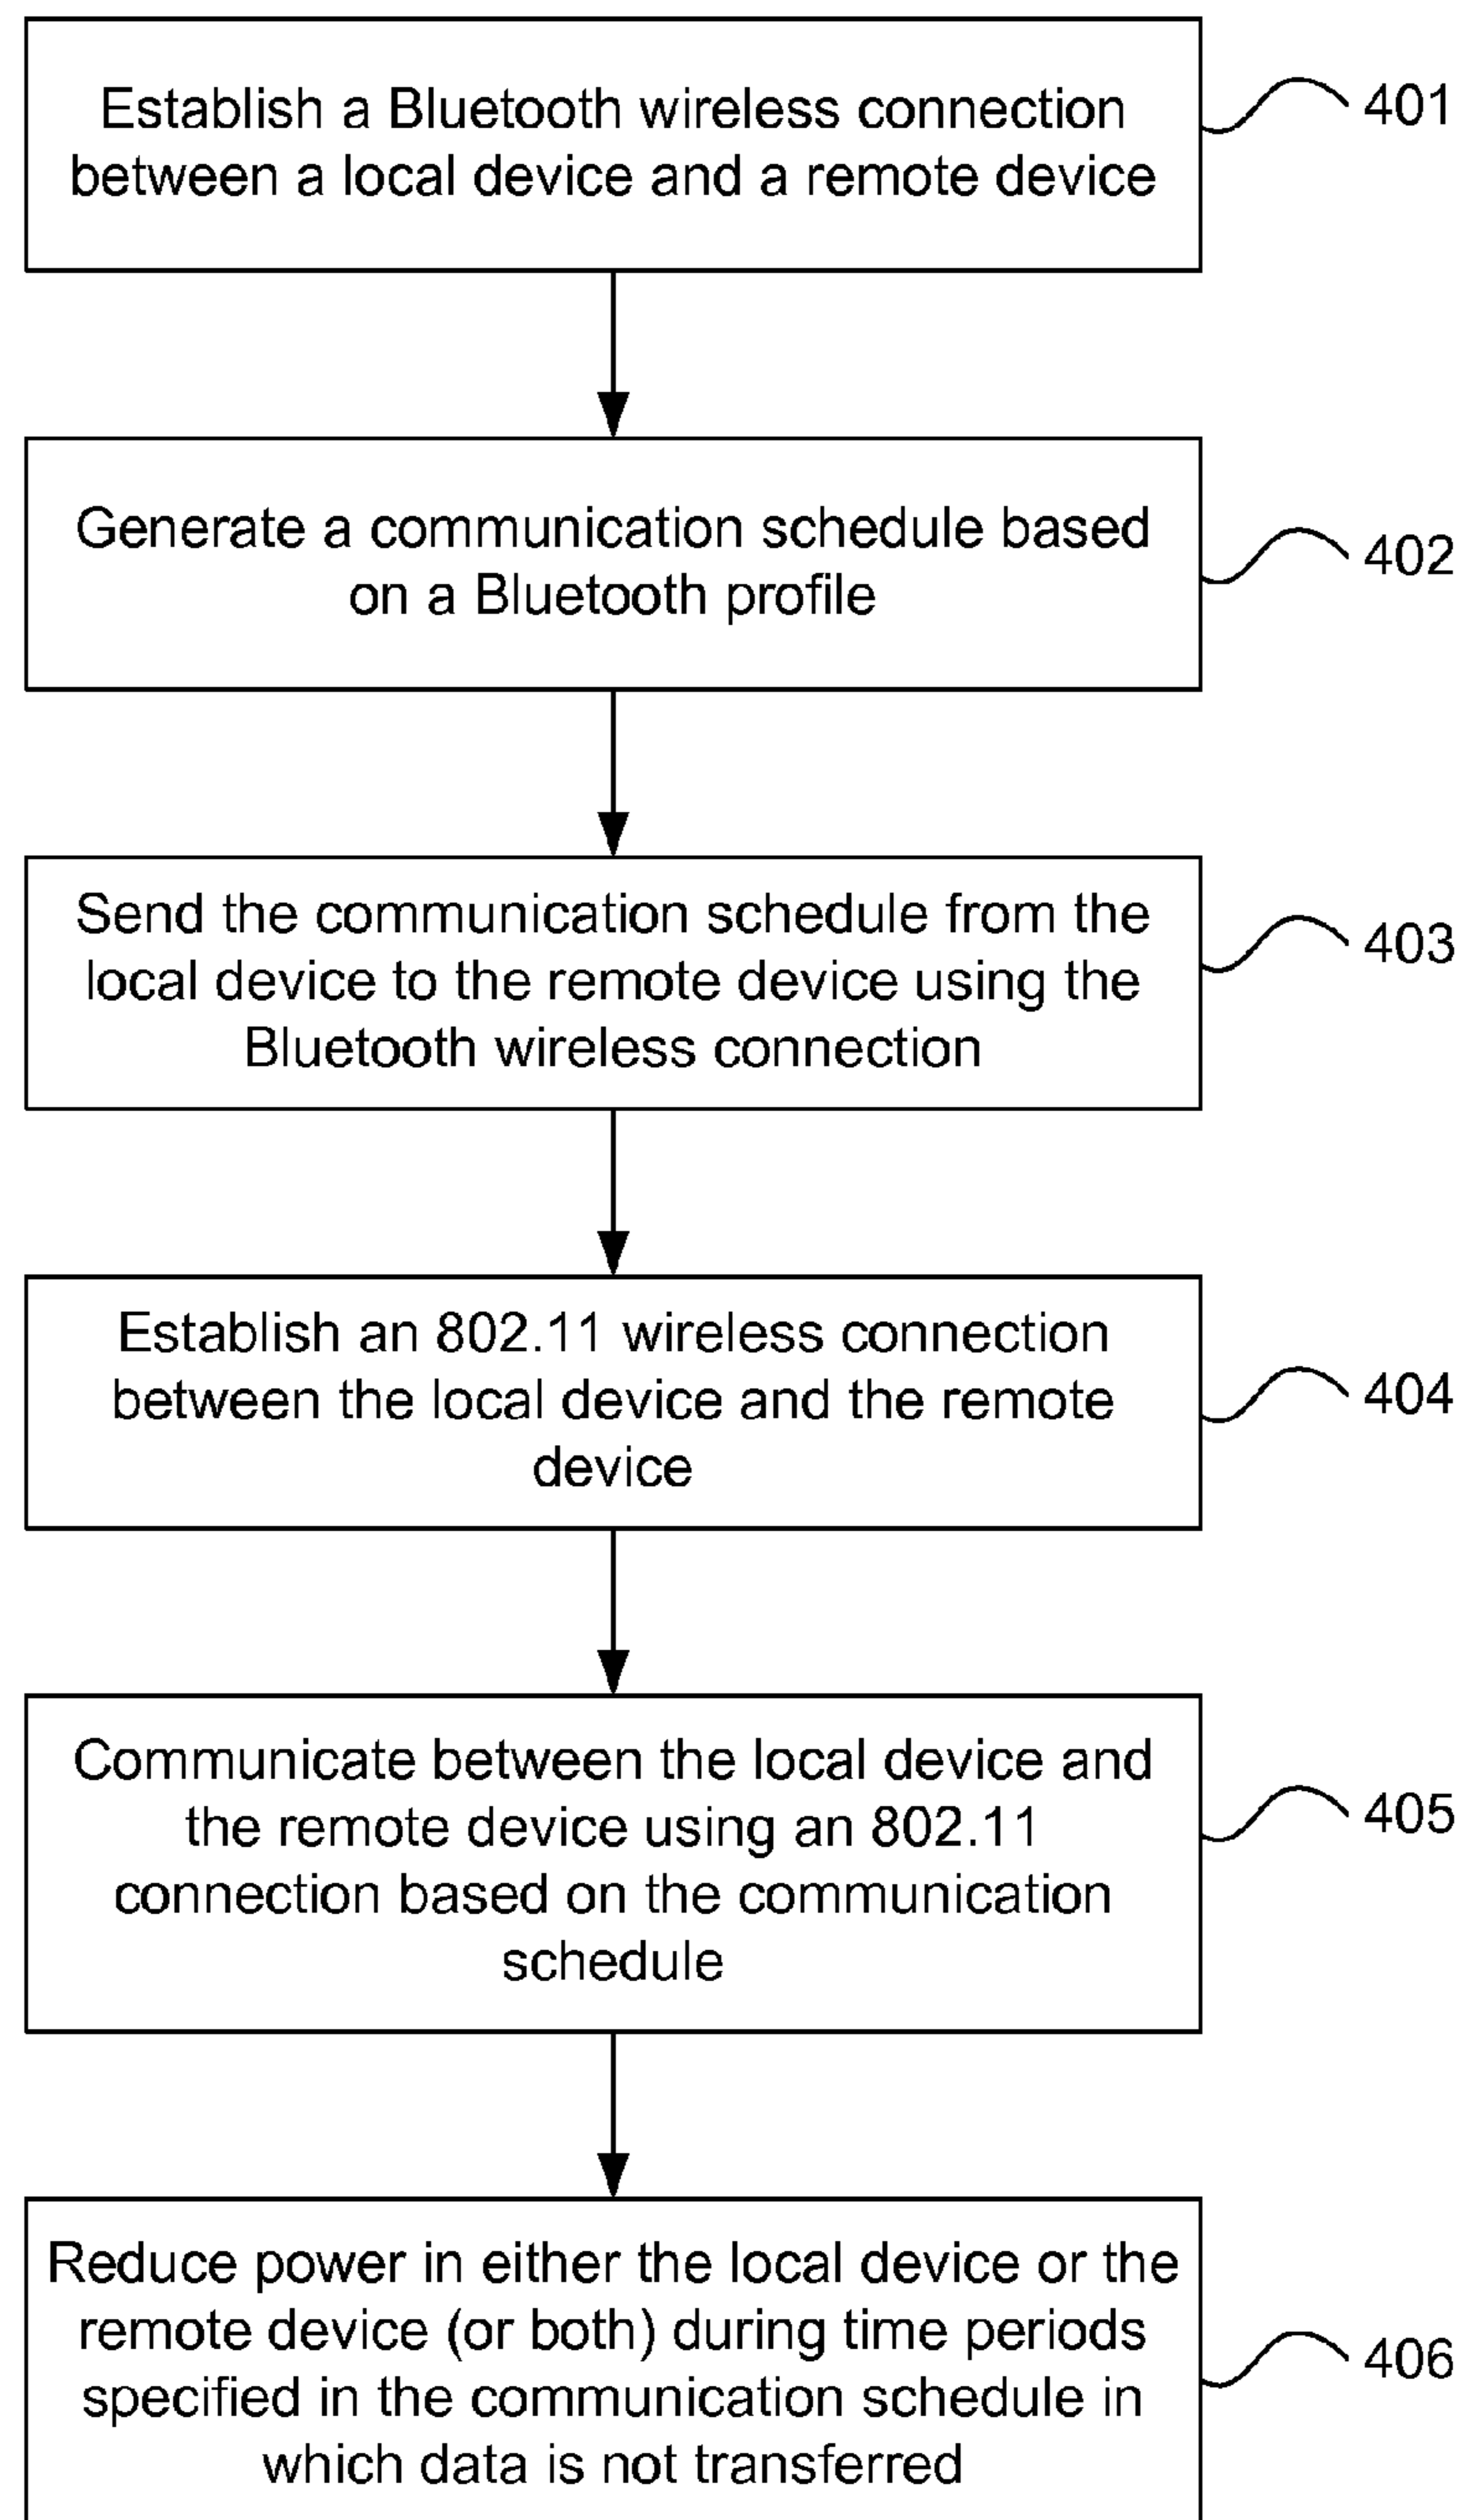 Establish a Bluetooth wireless connection
between a local device and a remote device
401
Generate a communication schedule based
on a Bluetooth profile
402
Send the communication schedule from the
local device to the remote device using the
Bluetooth wireless connection
403
Establish an 802.11 wireless connection
between the local device and the remote
device
404
Communicate between the local device and
the remote device using an 802.11
connection based on the communication
schedule
405
Reduce power in either the local device or the
remote device (or both) during time periods
specified in the communication schedule in
which data is not transferred
406